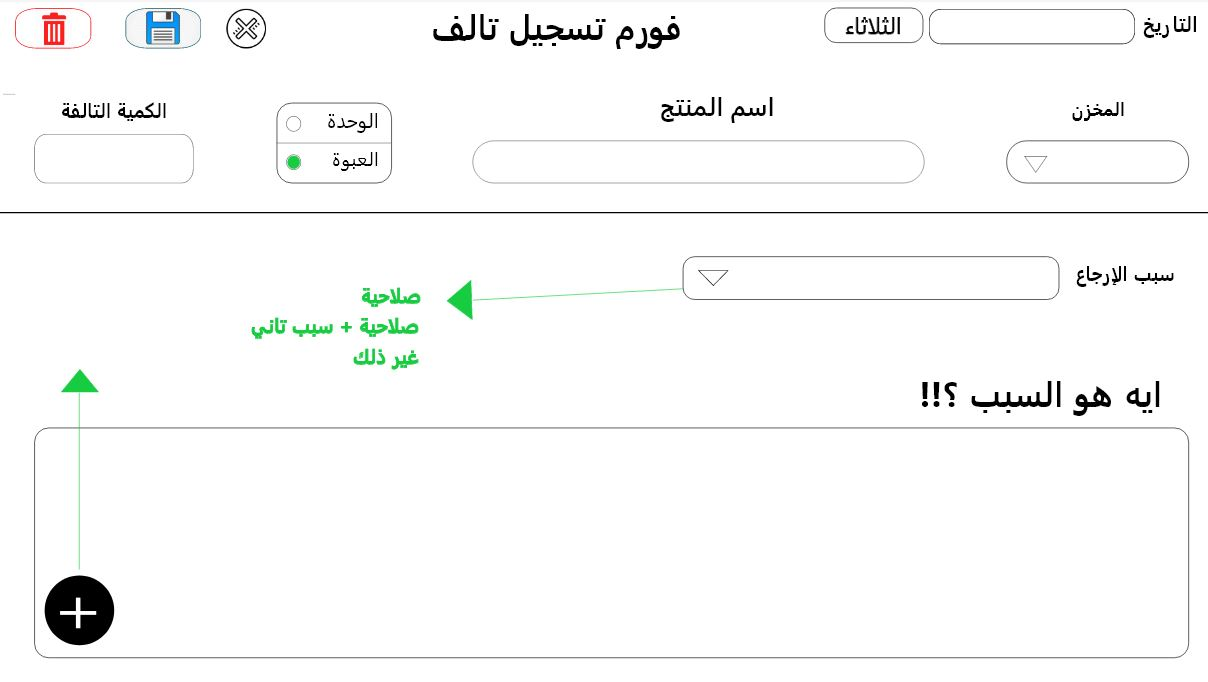 التاريخ
الثلاثاء
فورم تسجيل تالف
المخزن
اسم المنتج
الوحدة
العبوة
الكمية التالفة
سبب الإرجاع
صلاحية
صلاحية + سبب تاني
غير ذلك
ايه هو السبب ؟!!